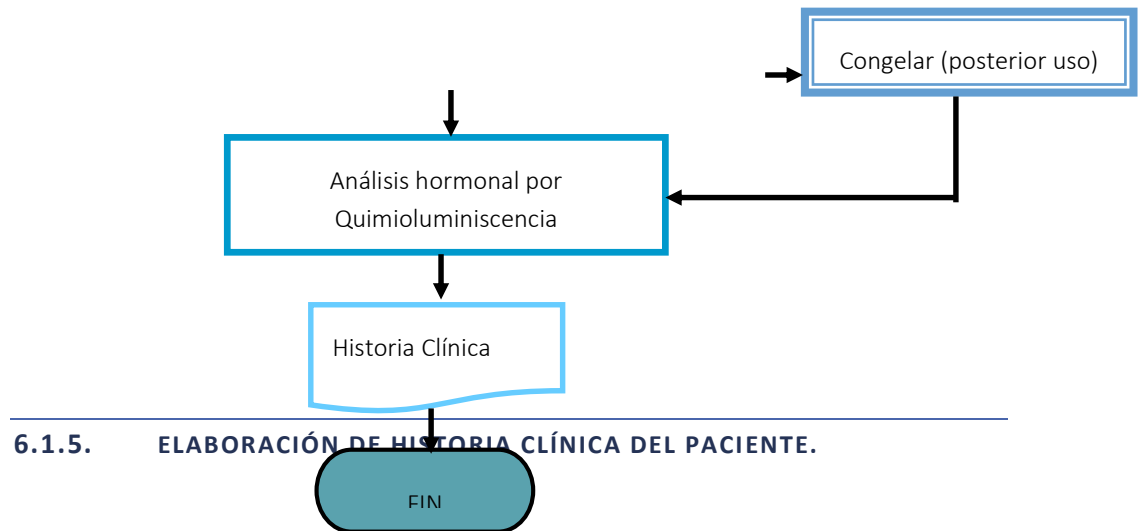 Congelar (posterior uso)
Análisis hormonal por
Quimioluminiscencia
Historia Clínica
6.1.5. ELABORACIÓN DE HISTORIA CLÍNICA DEL PACIENTE.
FIN